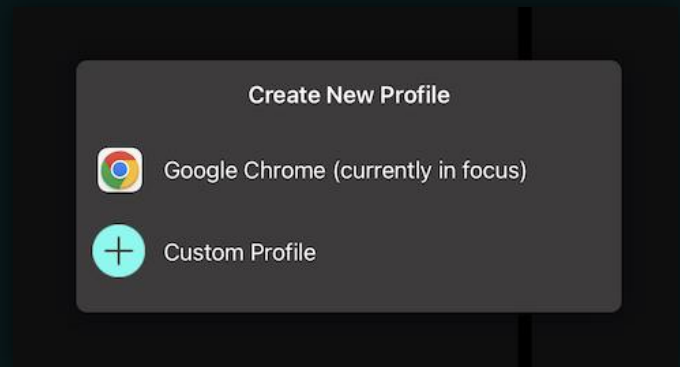 Create New Profile
Google Chrome (currently in focus)
Custom Profile